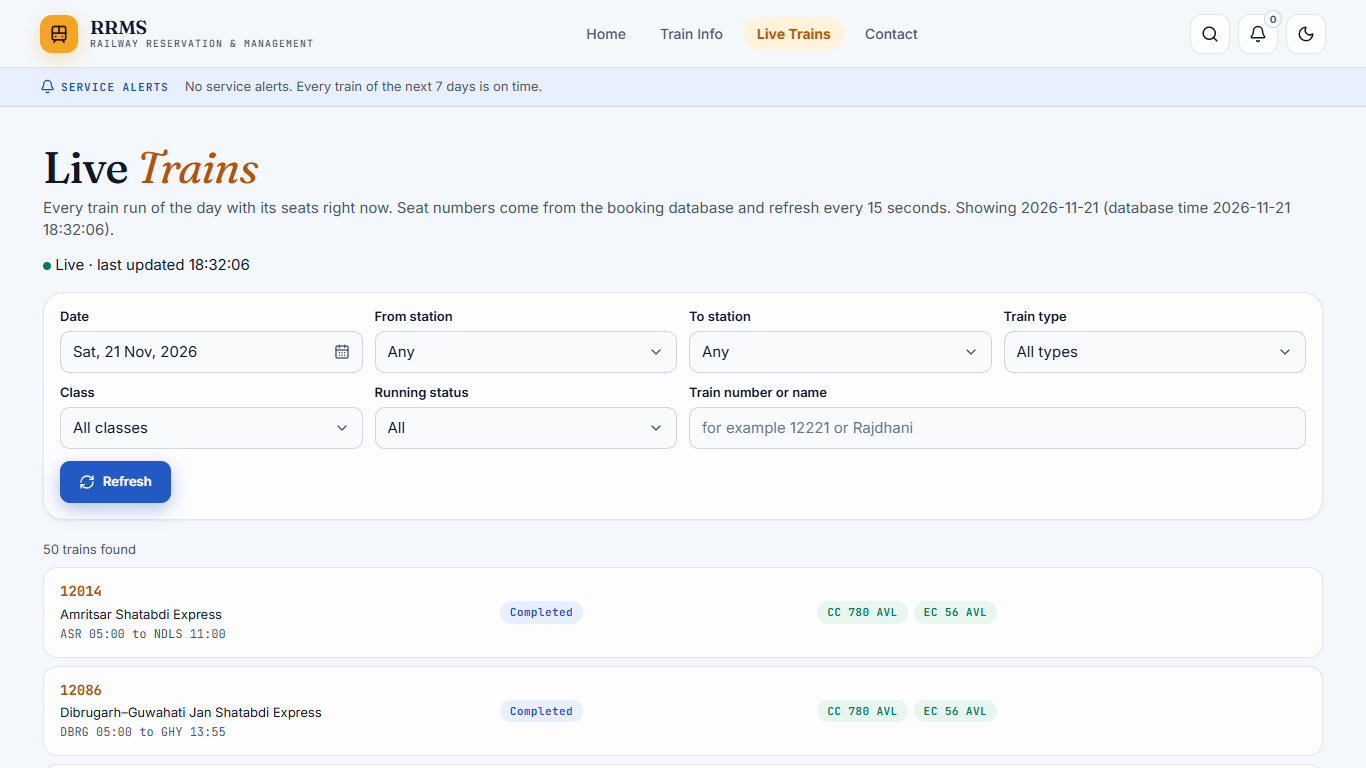 RRMS
RAILWAY RESERVATION & MANAGEMENT
Home
Train Info
Live Trains
Contact
0
SERVICE ALERTS
No service alerts. Every train of the next 7 days is on time.
Live Trains
Every train run of the day with its seats right now. Seat numbers come from the booking database and refresh every 15 seconds. Showing 2026-11-21 (database time 2026-11-21
18:32:06).
Live · last updated 18:32:06
Date
From station
To station
Train type
Sat, 21 Nov, 2026
Any
Any
All types
Class
Running status
Train number or name
All classes
All
for example 12221 or Rajdhani
Refresh
50 trains found
12014
Amritsar Shatabdi Express
ASR 05:00 to NDLS 11:00
Completed
CC 780 AVL
EC 56 AVL
12086
Dibrugarh–Guwahati Jan Shatabdi Express
DBRG 05:00 to GHY 13:55
Completed
CC 780 AVL
EC 56 AVL